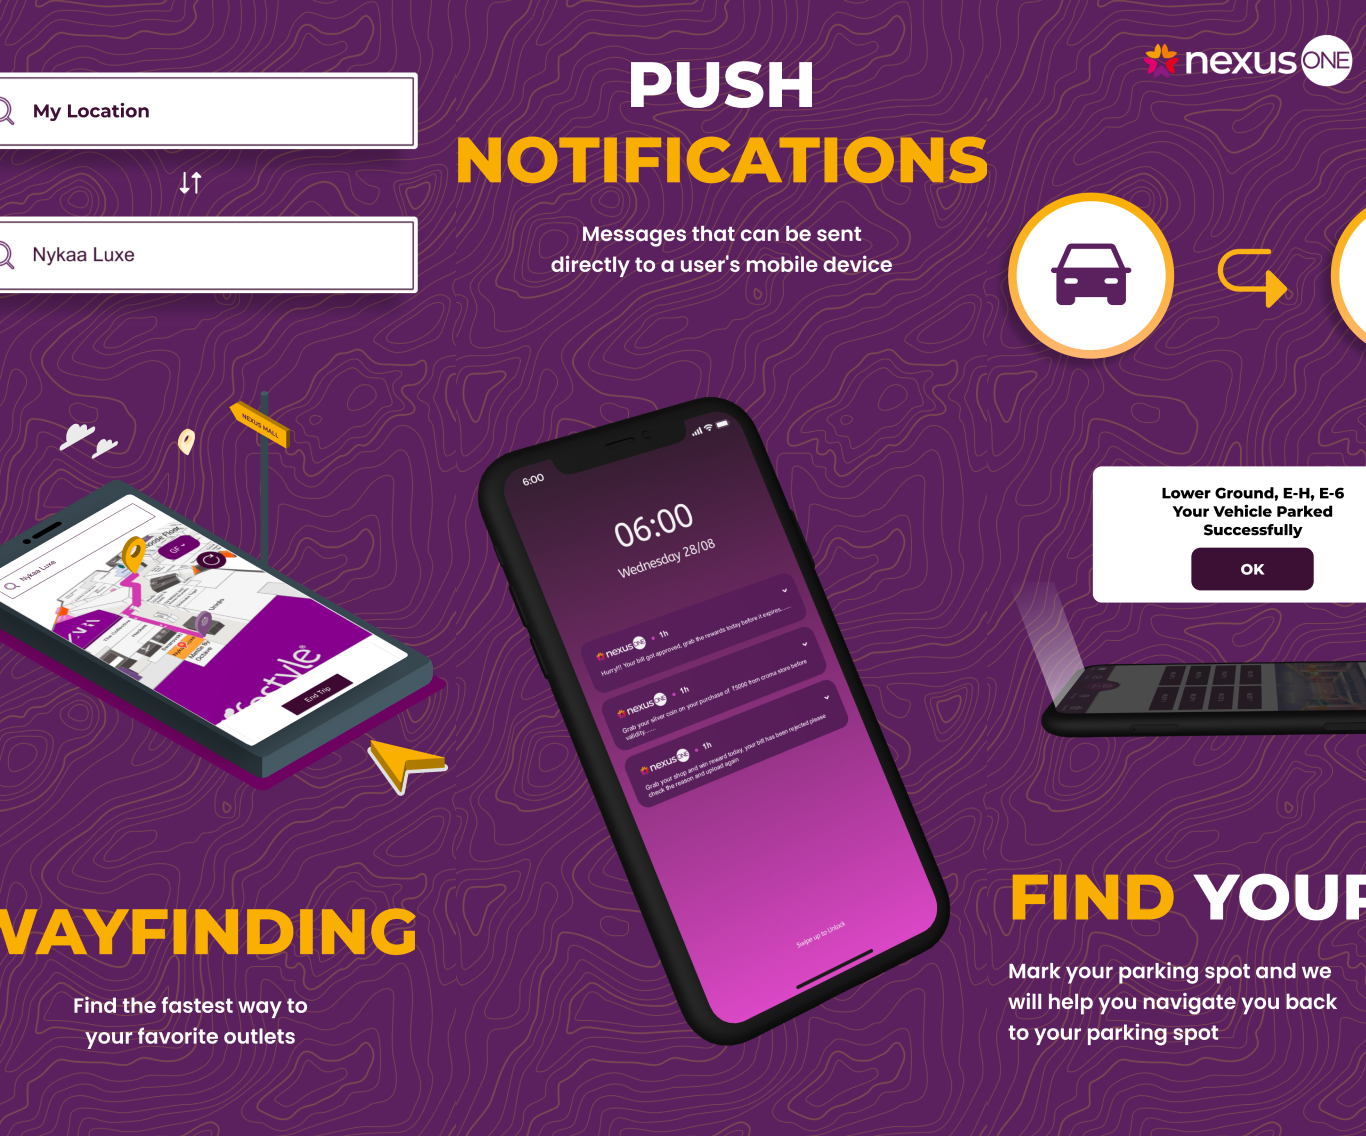 My Location
Nykaa Luxe
NEXUS MALL
Nykaa Luxe
GF
End Trip
WAYFINDING
Find the fastest way to
your favorite outlets
PUSH
NOTIFICATIONS
Messages that can be sent
directly to a user's mobile device
6:00
06:00
Wednesday 28/08
nexus ONE • 1h
Hurry!!! Your bill got approved, grab the rewards today before it expires......
nexus ONE • 1h
Grab your silver coin on your purchase of ₹5000 from croma store before
validity......
nexus ONE • 1h
Grab your shop and win reward today, your bill has been rejected please
check the reason and upload again
Swipe up to Unlock
nexus ONE
Lower Ground, E-H, E-6
Your Vehicle Parked
Successfully
OK
FIND YOUR
Mark your parking spot and we
will help you navigate you back
to your parking spot